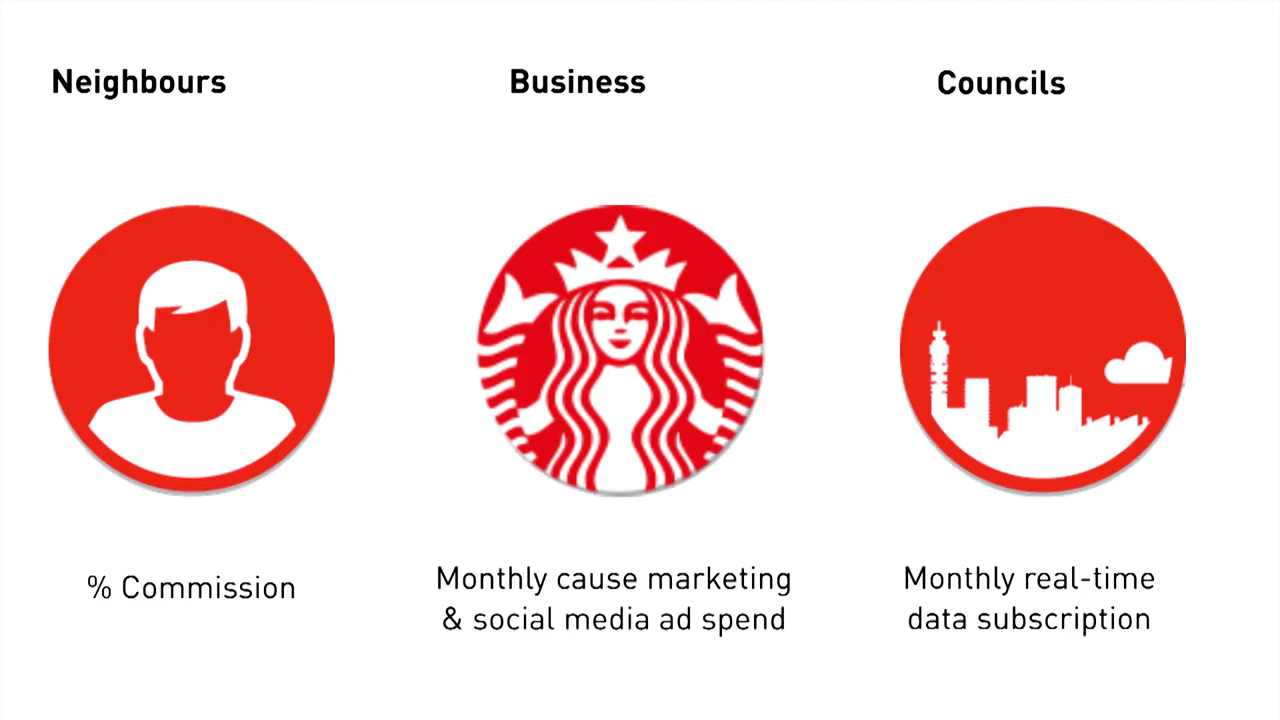 Neighbours
Business
Councils
% Commission
Monthly cause marketing
& social media ad spend
Monthly real-time
data subscription